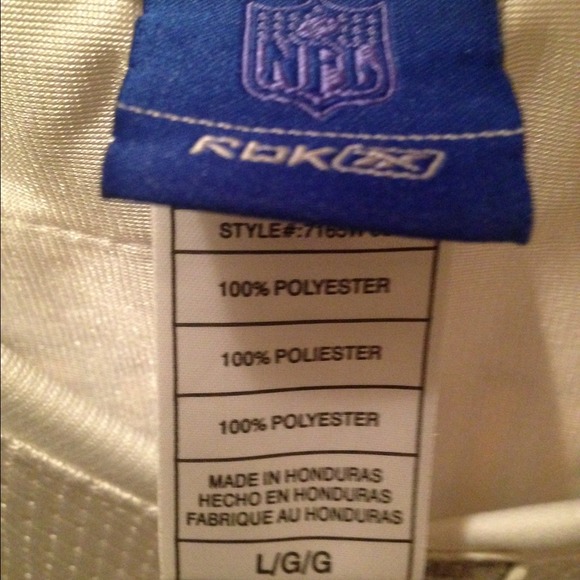 NFL
RBK
STYLE#:
100% POLYESTER
100% POLIESTER
100% POLYESTER
MADE IN HONDURAS
HECHO EN HONDURAS
FABRIQUE AU HONDURAS
L/G/G